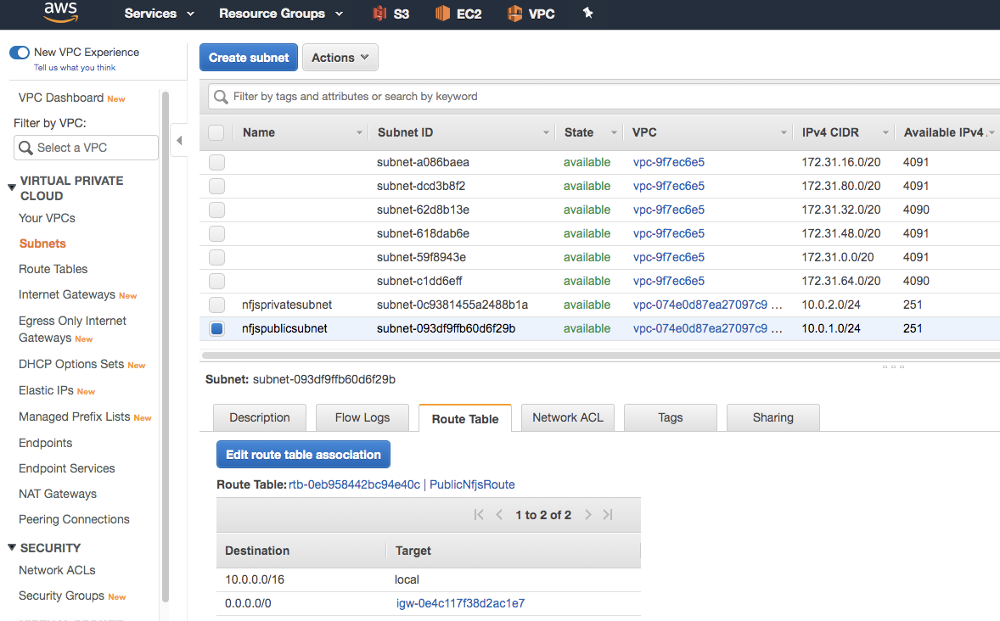 aws Services Resource Groups S3 EC2 VPC
New VPC Experience
Tell us what you think
VPC Dashboard New
Filter by VPC:
Select a VPC
VIRTUAL PRIVATE
CLOUD
Your VPCs
Subnets
Route Tables
Internet Gateways New
Egress Only Internet
Gateways New
DHCP Options Sets New
Elastic IPs New
Managed Prefix Lists New
Endpoints
Endpoint Services
NAT Gateways
Peering Connections
SECURITY
Network ACLs
Security Groups New
Create subnet Actions
Filter by tags and attributes or search by keyword
Name Subnet ID State VPC IPv4 CIDR Available IPv4
subnet-a086baea available vpc-9f7ec6e5 172.31.16.0/20 4091
subnet-dcd3b8f2 available vpc-9f7ec6e5 172.31.80.0/20 4091
subnet-62d8b13e available vpc-9f7ec6e5 172.31.32.0/20 4090
subnet-618dab6e available vpc-9f7ec6e5 172.31.48.0/20 4091
subnet-59f8943e available vpc-9f7ec6e5 172.31.0.0/20 4091
subnet-c1dd6eff available vpc-9f7ec6e5 172.31.64.0/20 4090
nfjsprivatesubnet subnet-0c9381455a2488b1a available vpc-074e0d87ea27097c9 ... 10.0.2.0/24 251
nfjspublicsubnet subnet-093df9ffb60d6f29b available vpc-074e0d87ea27097c9 ... 10.0.1.0/24 251
Subnet: subnet-093df9ffb60d6f29b
Description Flow Logs Route Table Network ACL Tags Sharing
Edit route table association
Route Table: rtb-0eb958442bc94e40c | PublicNfjsRoute
1 to 2 of 2
Destination Target
10.0.0.0/16 local
0.0.0.0/0 igw-0e4c117f38d2ac1e7